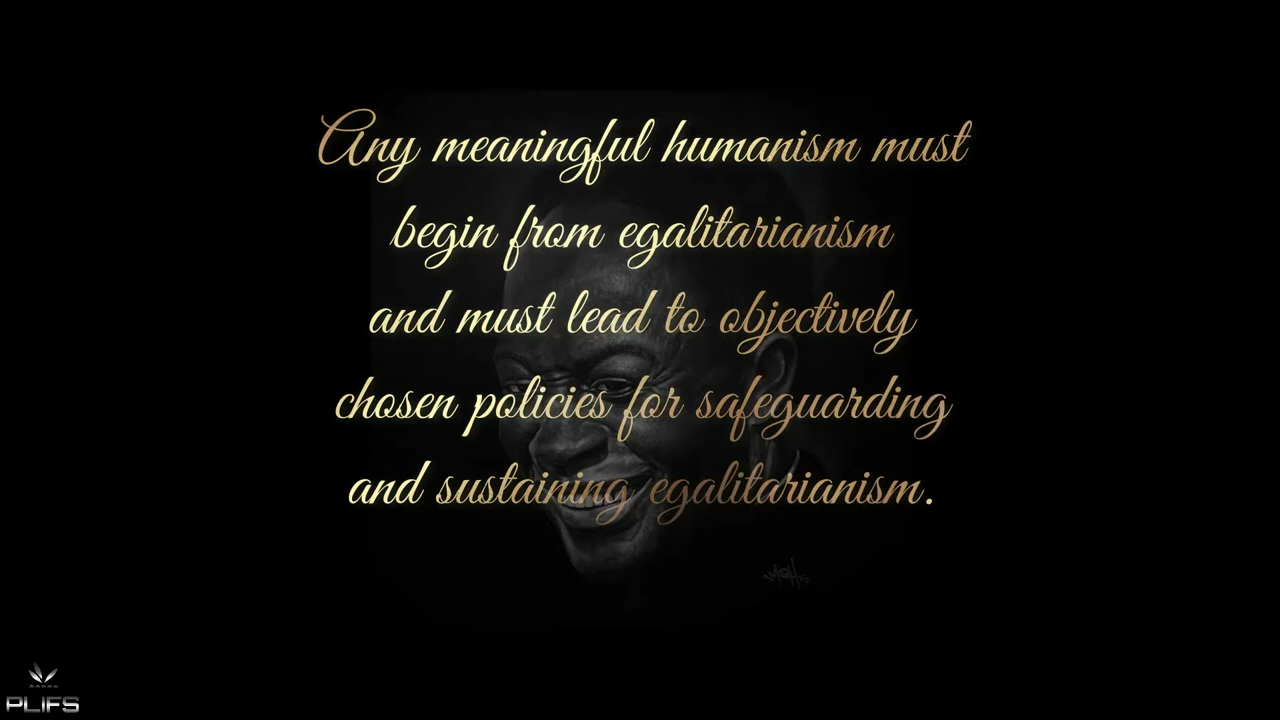 Any meaningful humanism must
begin from egalitarianism
and must lead to objectively
chosen policies for safeguarding
and sustaining egalitarianism.
PLIFS